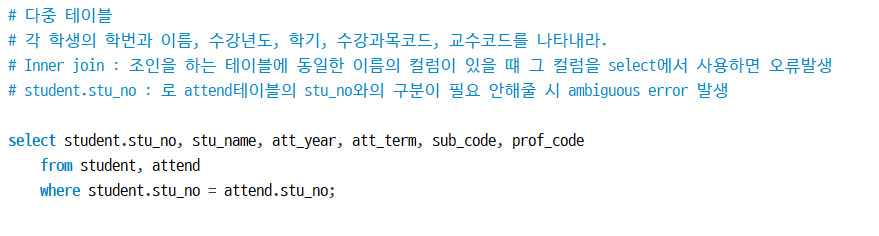 # 다중 테이블
# 각 학생의 학번과 이름, 수강년도, 학기, 수강과목코드, 교수코드를 나타내라.
# Inner join : 조인을 하는 테이블에 동일한 이름의 컬럼이 있을 떄 그 컬럼을 select에서 사용하면 오류발생
# student.stu_no : 로 attend테이블의 stu_no와의 구분이 필요 안해줄 시 ambiguous error 발생
select student.stu_no, stu_name, att_year, att_term, sub_code, prof_code
from student, attend
where student.stu_no = attend.stu_no;